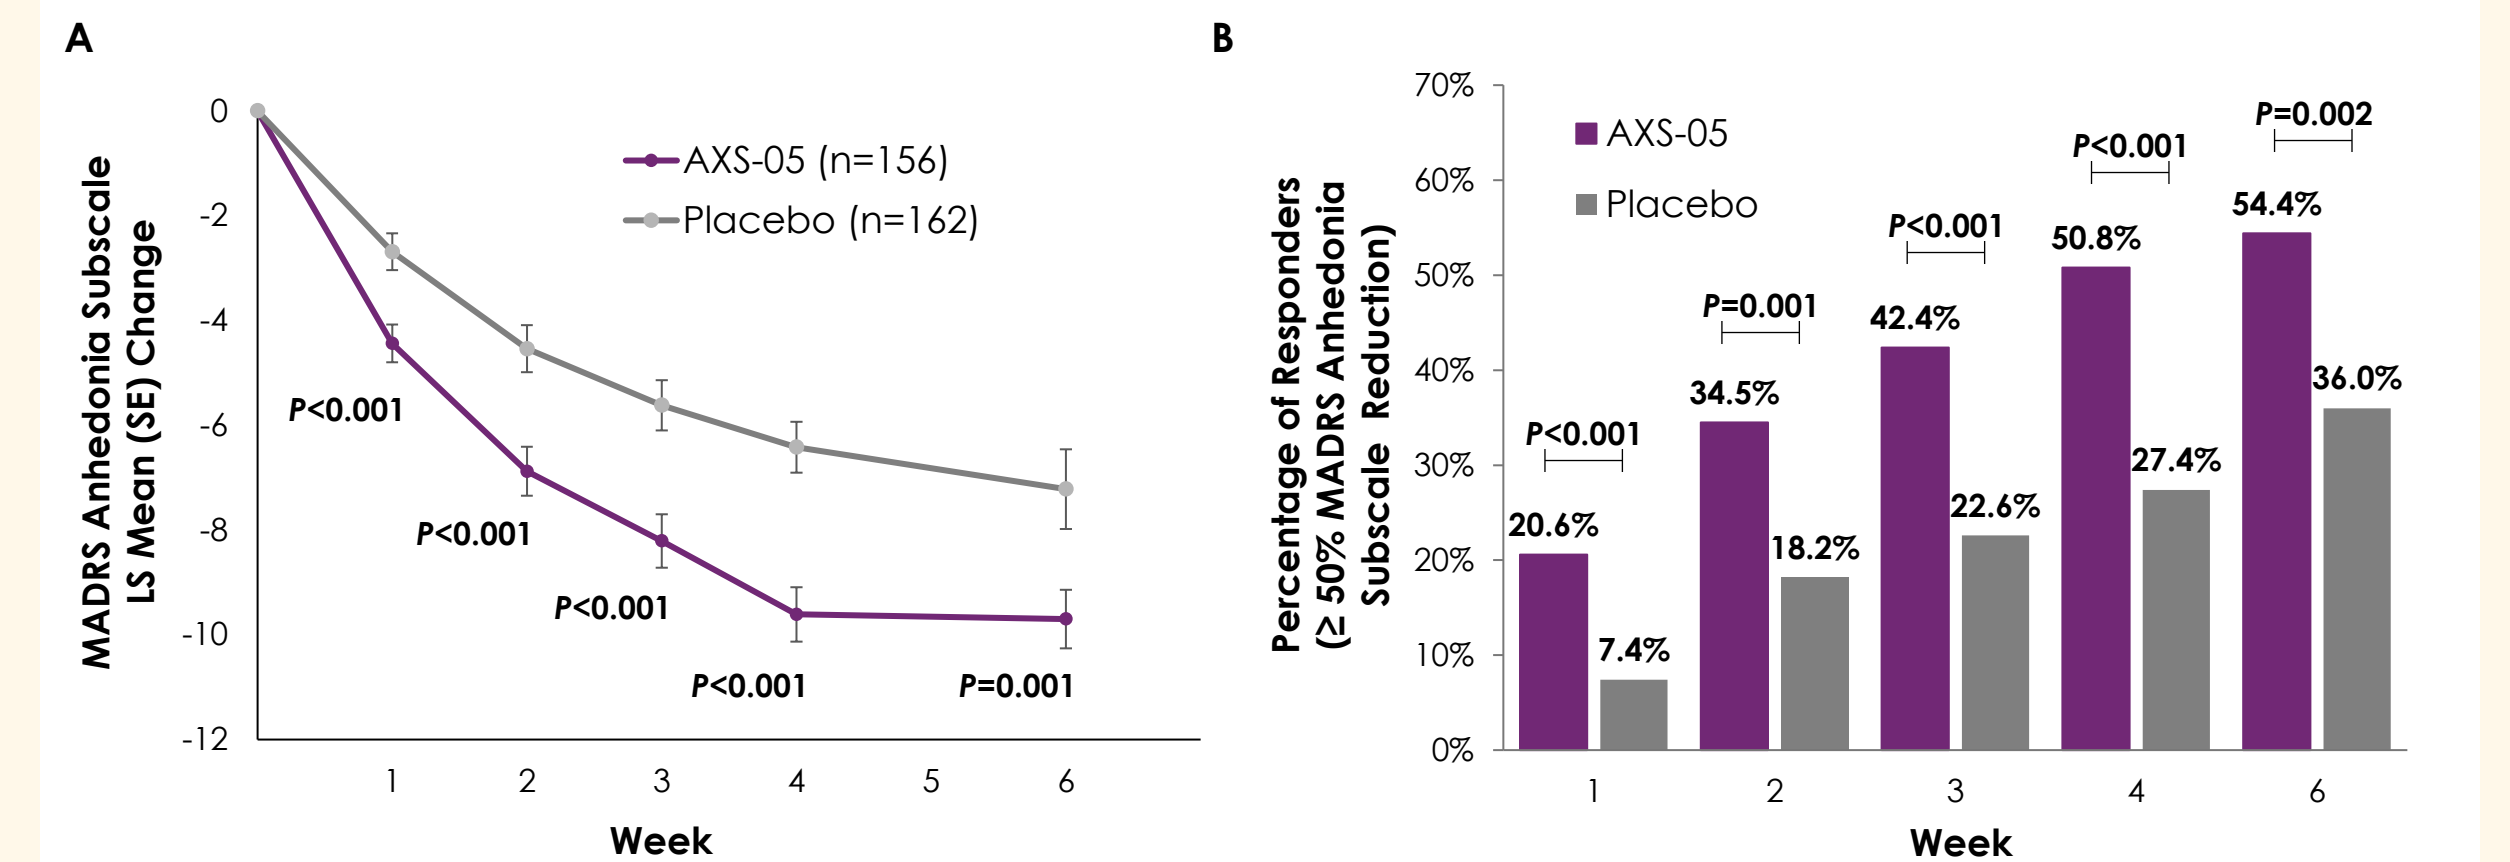 A
MADRS Anhedonia Subscale
LS Mean (SE) Change
0
-2
-4
-6
-8
-10
-12
AXS-05 (n=156)
Placebo (n=162)
P<0.001
P<0.001
P<0.001
P<0.001
P=0.001
1 2 3 4 5 6
Week
B
Percentage of Responders
(≥ 50% MADRS Anhedonia
Subscale Reduction)
70%
60%
50%
40%
30%
20%
10%
0%
AXS-05
Placebo
P<0.001
20.6%
7.4%
P=0.001
34.5%
18.2%
P<0.001
42.4%
22.6%
P<0.001
50.8%
27.4%
P=0.002
54.4%
36.0%
1 2 3 4 6
Week